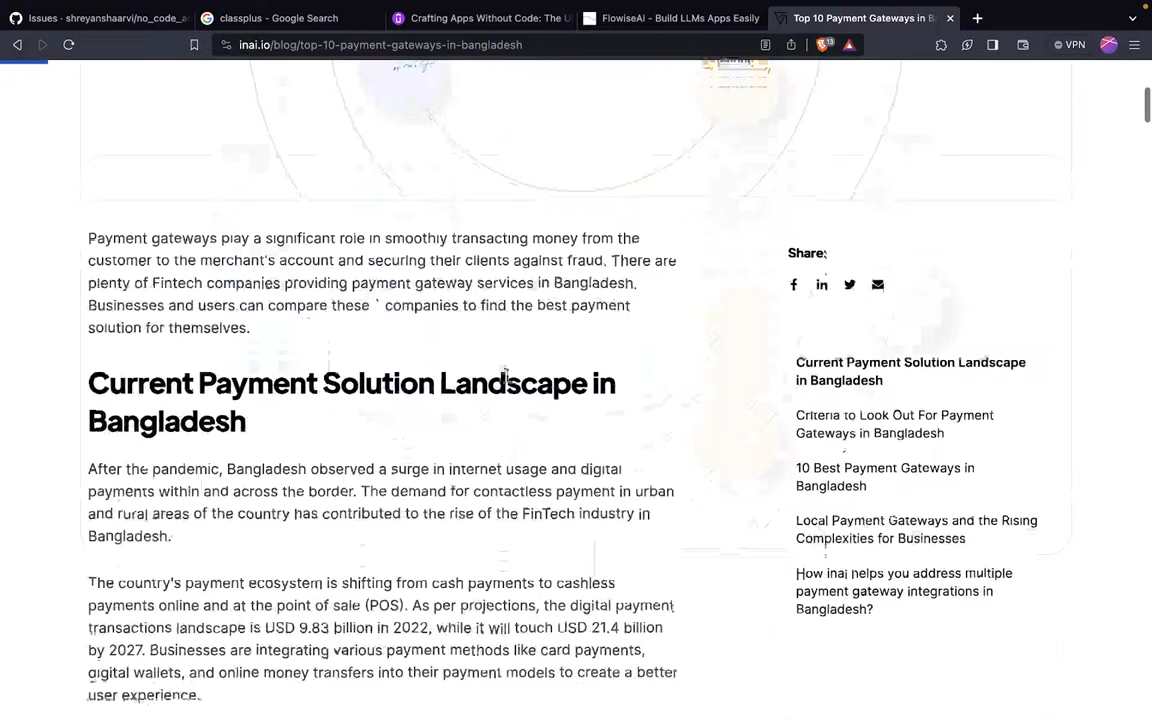 Issues - shreyanshaarvi/no_code_a
classplus - Google Search
Crafting Apps Without Code: The U
FlowiseAI - Build LLMs Apps Easily
Top 10 Payment Gateways in B
inai.io/blog/top-10-payment-gateways-in-bangladesh
13
VPN
Payment gateways play a significant role in smoothly transacting money from the
customer to the merchant's account and securing their clients against fraud. There are
plenty of Fintech companies providing payment gateway services in Bangladesh.
Businesses and users can compare these ` companies to find the best payment
solution for themselves.
Current Payment Solution Landscape in
Bangladesh
After the pandemic, Bangladesh observed a surge in internet usage and digital
payments within and across the border. The demand for contactless payment in urban
and rural areas of the country has contributed to the rise of the FinTech industry in
Bangladesh.
The country's payment ecosystem is shifting from cash payments to cashless
payments online and at the point of sale (POS). As per projections, the digital payment
transactions landscape is USD 9.83 billion in 2022, while it will touch USD 21.4 billion
by 2027. Businesses are integrating various payment methods like card payments,
digital wallets, and online money transfers into their payment models to create a better
user experience.
Share:
Current Payment Solution Landscape
in Bangladesh
Criteria to Look Out For Payment
Gateways in Bangladesh
10 Best Payment Gateways in
Bangladesh
Local Payment Gateways and the Rising
Complexities for Businesses
How inai helps you address multiple
payment gateway integrations in
Bangladesh?